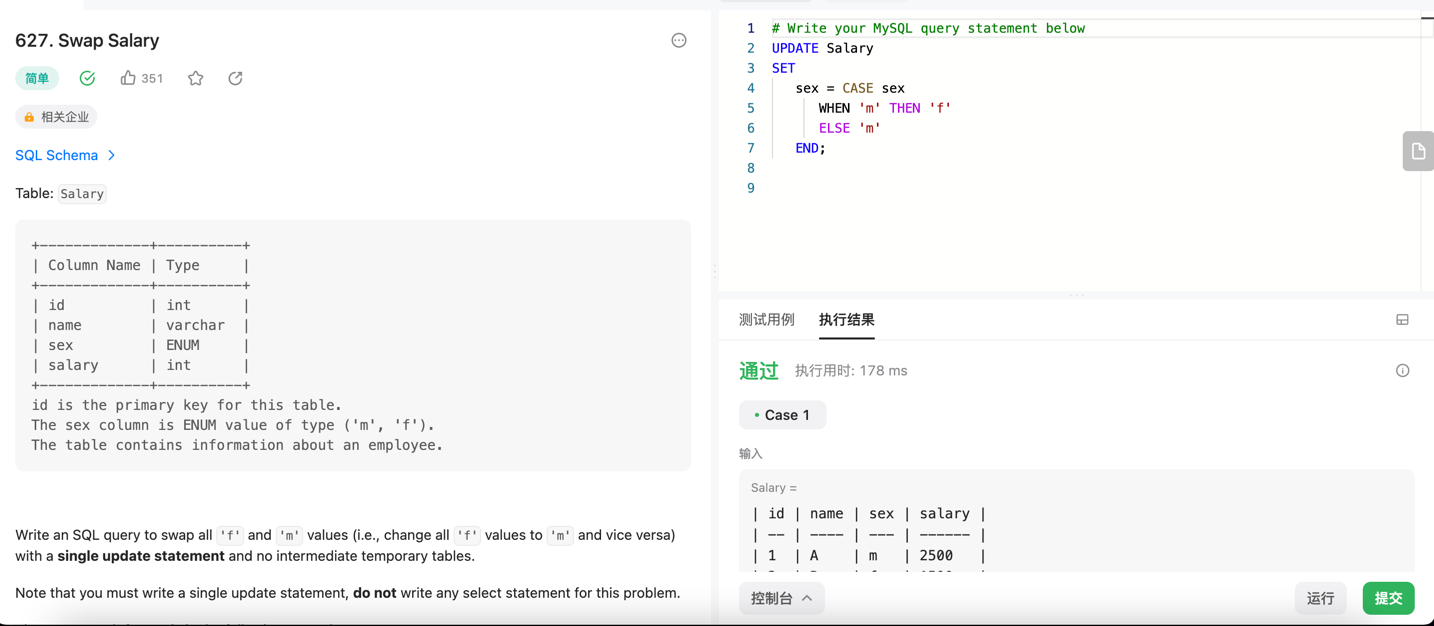 627. Swap Salary
简单
351
相关企业
SQL Schema
Table: Salary
+-------------+----------+
| Column Name | Type     |
+-------------+----------+
| id          | int      |
| name        | varchar  |
| sex         | ENUM     |
| salary      | int      |
+-------------+----------+
id is the primary key for this table.
The sex column is ENUM value of type ('m', 'f').
The table contains information about an employee.
Write an SQL query to swap all 'f' and 'm' values (i.e., change all 'f' values to 'm' and vice versa)
with a single update statement and no intermediate temporary tables.
Note that you must write a single update statement, do not write any select statement for this problem.
1 # Write your MySQL query statement below
2 UPDATE Salary
3 SET
4 sex = CASE sex
5 WHEN 'm' THEN 'f'
6 ELSE 'm'
7 END;
8
9
测试用例 执行结果
通过 执行用时: 178 ms
• Case 1
输入
Salary =
| id | name | sex | salary |
| -- | ---- | --- | ------ |
| 1  | A    | m   | 2500   |
控制台 运行 提交